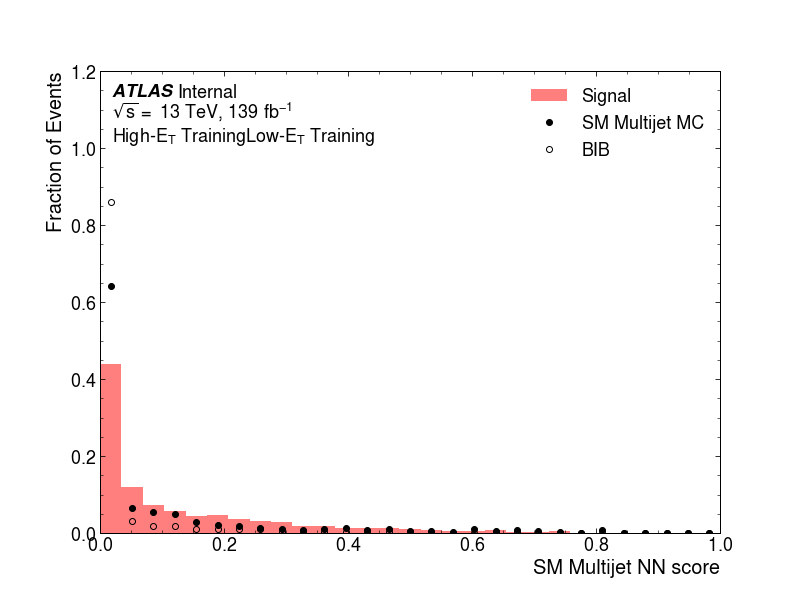 ATLAS Internal
√s = 13 TeV, 139 fb⁻¹
High-E_T TrainingLow-E_T Training
Signal
SM Multijet MC
BIB
Fraction of Events
1.2
1.0
0.8
0.6
0.4
0.2
0.0
0.0 0.2 0.4 0.6 0.8 1.0
SM Multijet NN score